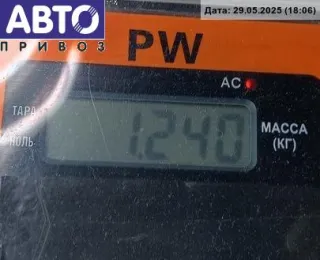 АВТО
ПРИВОЗ
Дата: 29.05.2025 (18:06)
PW
AC
ТАРА
НОЛЬ
1.240
МАССА
(КГ)